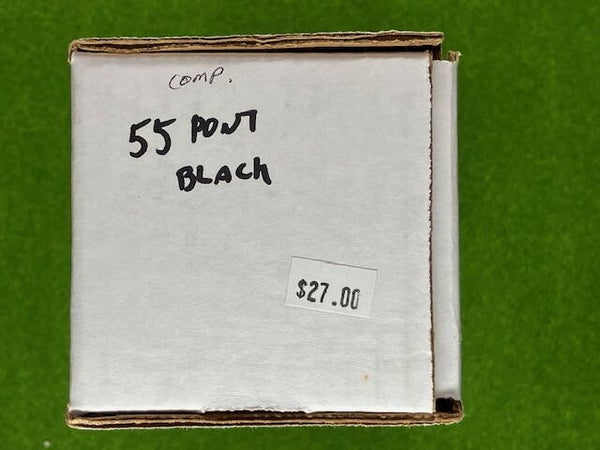 COMP.
55 PONT
BLACK
$27.00